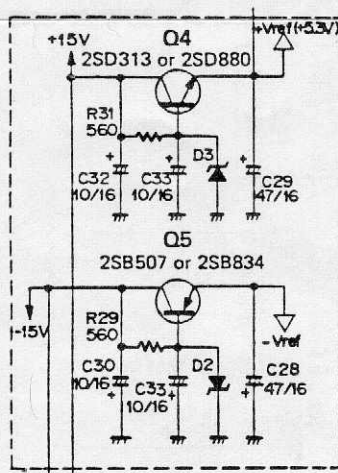 Q4
+15V
2SD313 or 2SD880
+Vref(+5.3V)
R31
560
+
+
D3
+
C32
10/16
C33
10/16
C29
47/16
Q5
2SB507 or 2SB834
-15V
R29
560
-Vref
C30
10/16
+
C33
10/16
+
D2
C28
47/16
+